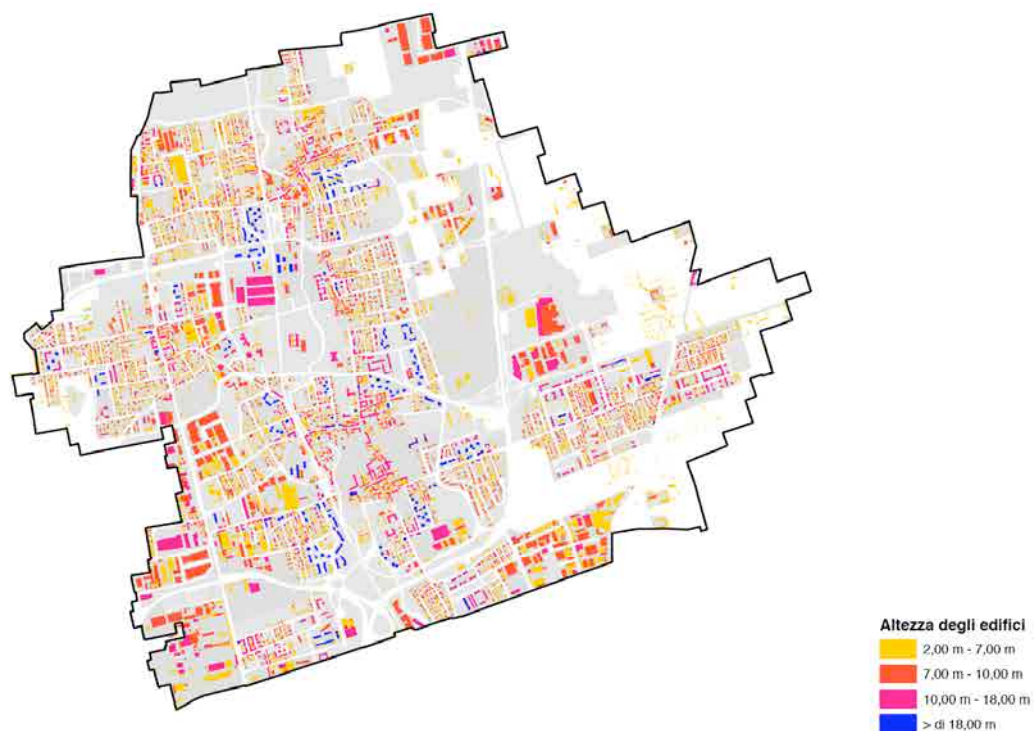 Altezza degli edifici
2,00 m - 7,00 m
7,00 m - 10,00 m
10,00 m - 18,00 m
> di 18,00 m